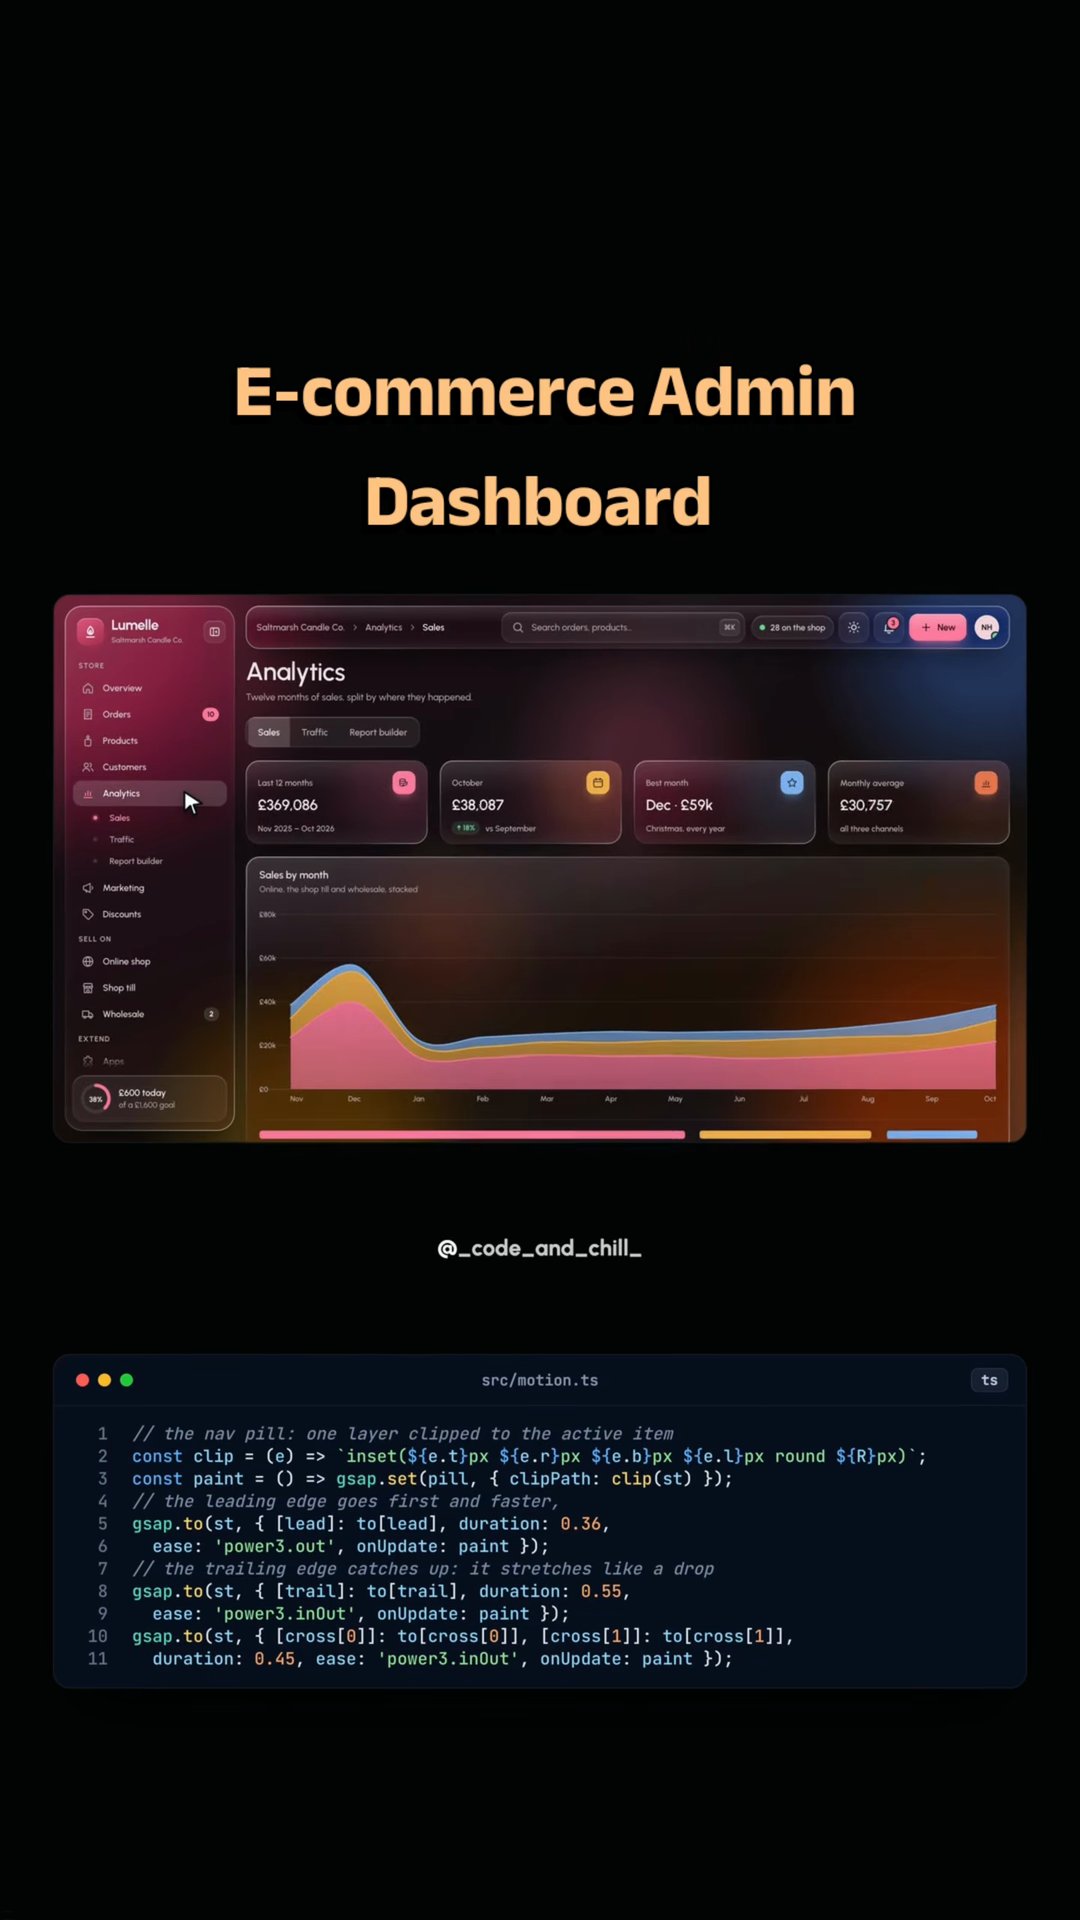 E-commerce Admin
Dashboard
Lumelle
Saltmarsh Candle Co.
STORE
Overview
Orders 10
Products
Customers
Analytics
Sales
Traffic
Report builder
Marketing
Discounts
SELL ON
Online shop
Shop till
Wholesale 2
EXTEND
Apps
38%
£600 today
of a £1,600 goal
Saltmarsh Candle Co. > Analytics > Sales
Search orders, products... ⌘K
28 on the shop
3
+ New
NH
Analytics
Twelve months of sales, split by where they happened.
Sales Traffic Report builder
Last 12 months
£369,086
Nov 2025 – Oct 2026
October
£38,087
↑ 18% vs September
Best month
Dec · £59k
Christmas, every year
Monthly average
£30,757
all three channels
Sales by month
Online, the shop till and wholesale, stacked
£80k
£60k
£40k
£20k
£0
Nov Dec Jan Feb Mar Apr May Jun Jul Aug Sep Oct
@_code_and_chill_
src/motion.ts
ts
1 // the nav pill: one layer clipped to the active item
2 const clip = (e) => `inset(${e.t}px ${e.r}px ${e.b}px ${e.l}px round ${R}px)`;
3 const paint = () => gsap.set(pill, { clipPath: clip(st) });
4 // the leading edge goes first and faster,
5 gsap.to(st, { [lead]: to[lead], duration: 0.36,
6 ease: 'power3.out', onUpdate: paint });
7 // the trailing edge catches up: it stretches like a drop
8 gsap.to(st, { [trail]: to[trail], duration: 0.55,
9 ease: 'power3.inOut', onUpdate: paint });
10 gsap.to(st, { [cross[0]]: to[cross[0]], [cross[1]]: to[cross[1]],
11 duration: 0.45, ease: 'power3.inOut', onUpdate: paint });